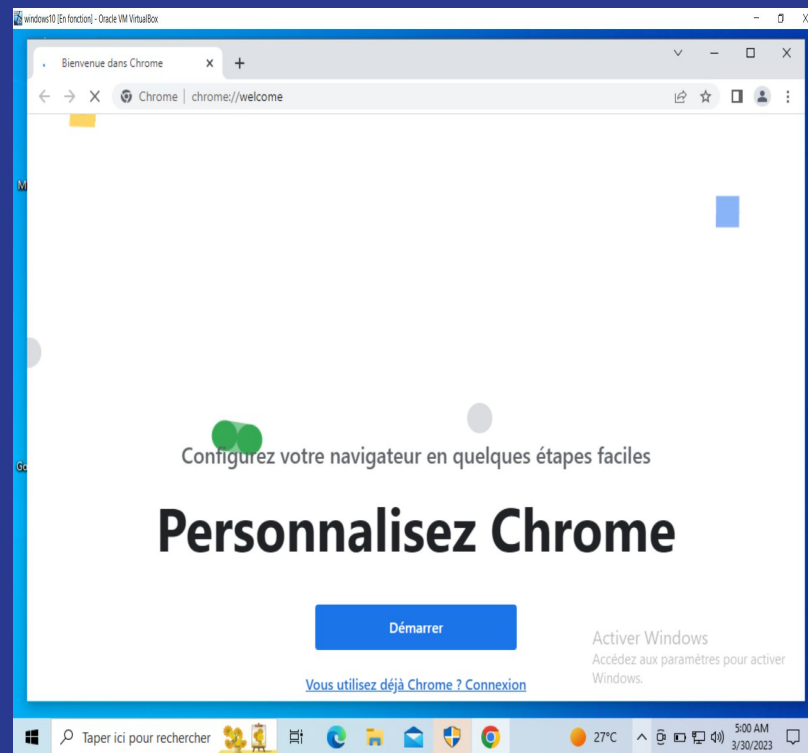 windows10 [En fonction] - Oracle VM VirtualBox
Bienvenue dans Chrome
Chrome | chrome://welcome
M
Configurez votre navigateur en quelques étapes faciles
Go
Personnalisez Chrome
Démarrer
Activer Windows
Accédez aux paramètres pour activer
Windows.
Vous utilisez déjà Chrome ? Connexion
Taper ici pour rechercher
27°C
5:00 AM
3/30/2023